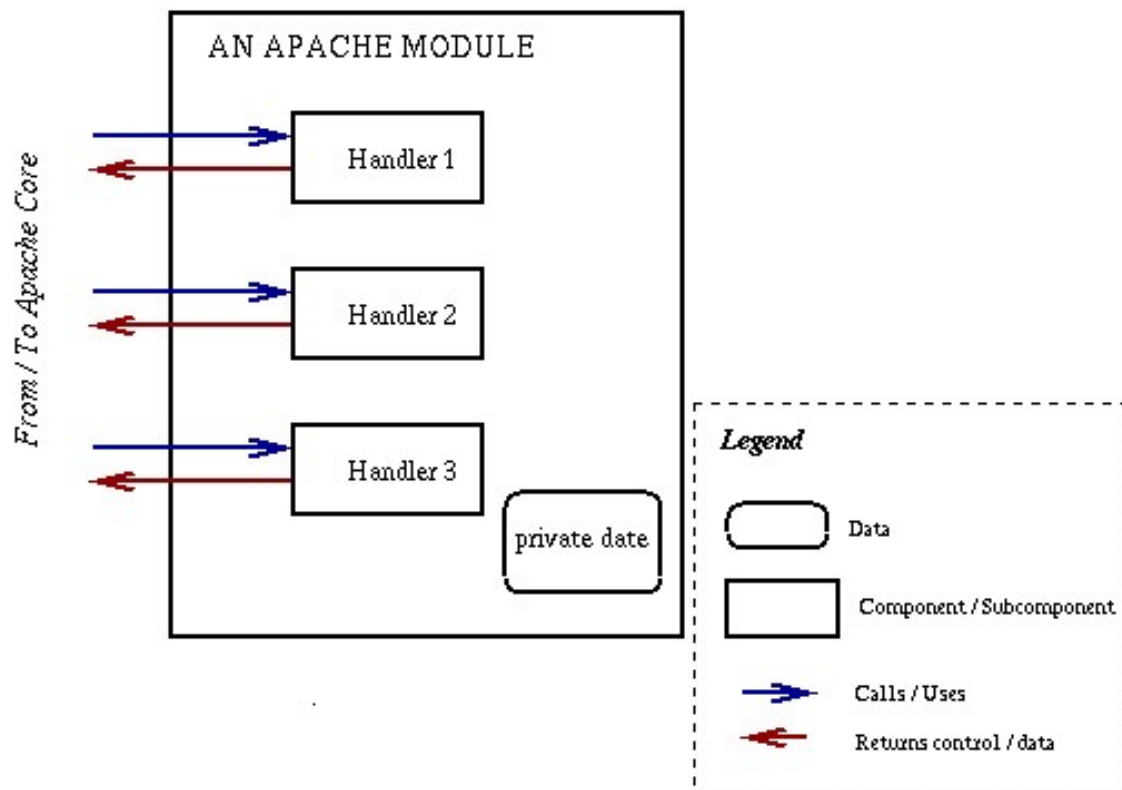 AN APACHE MODULE
From / To Apache Core
Handler 1
Handler 2
Handler 3
private date
Legend
Data
Component / Subcomponent
Calls / Uses
Returns control / data